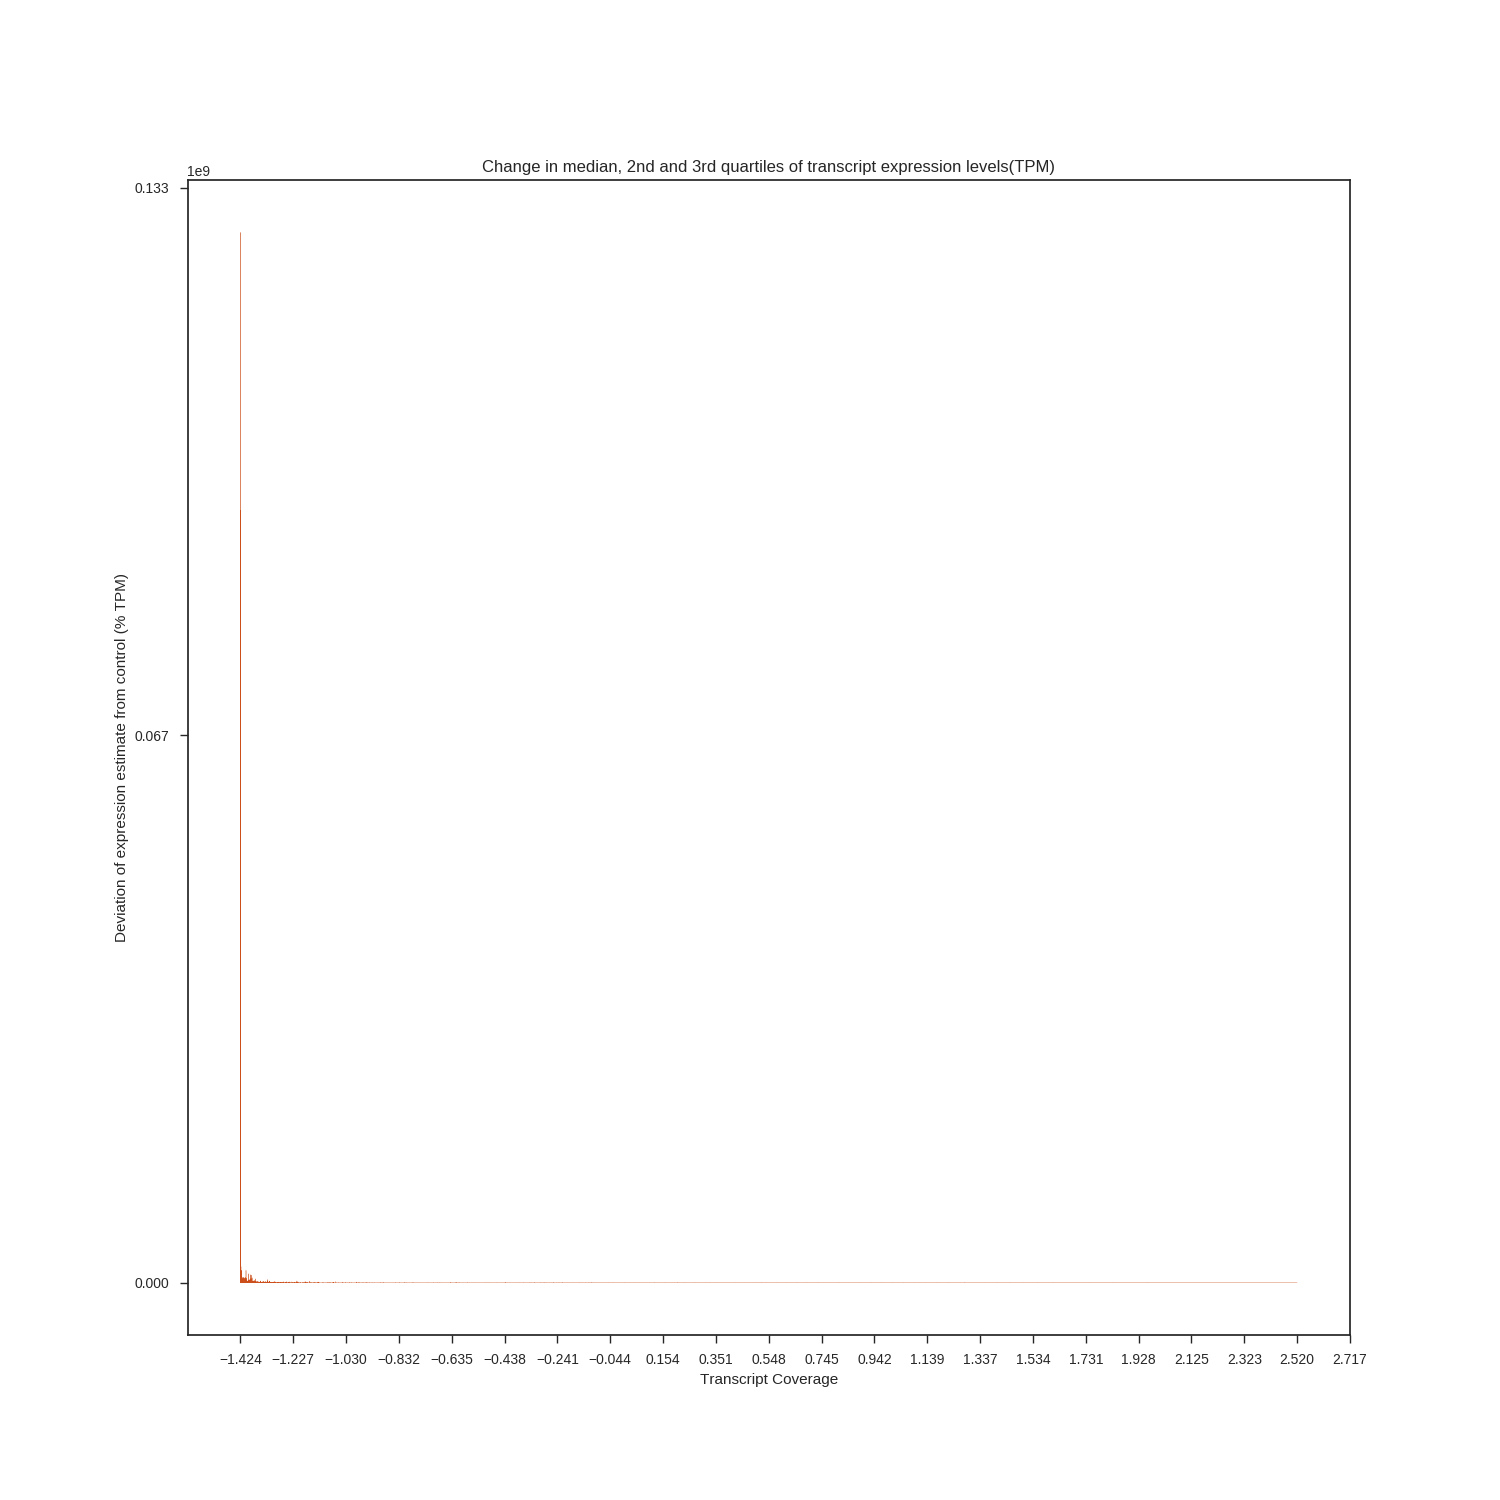 Change in median, 2nd and 3rd quartiles of transcript expression levels(TPM)
1e9
0.133
0.067
0.000
Deviation of expression estimate from control (% TPM)
−1.424 −1.227 −1.030 −0.832 −0.635 −0.438 −0.241 −0.044 0.154 0.351 0.548 0.745 0.942 1.139 1.337 1.534 1.731 1.928 2.125 2.323 2.520 2.717
Transcript Coverage